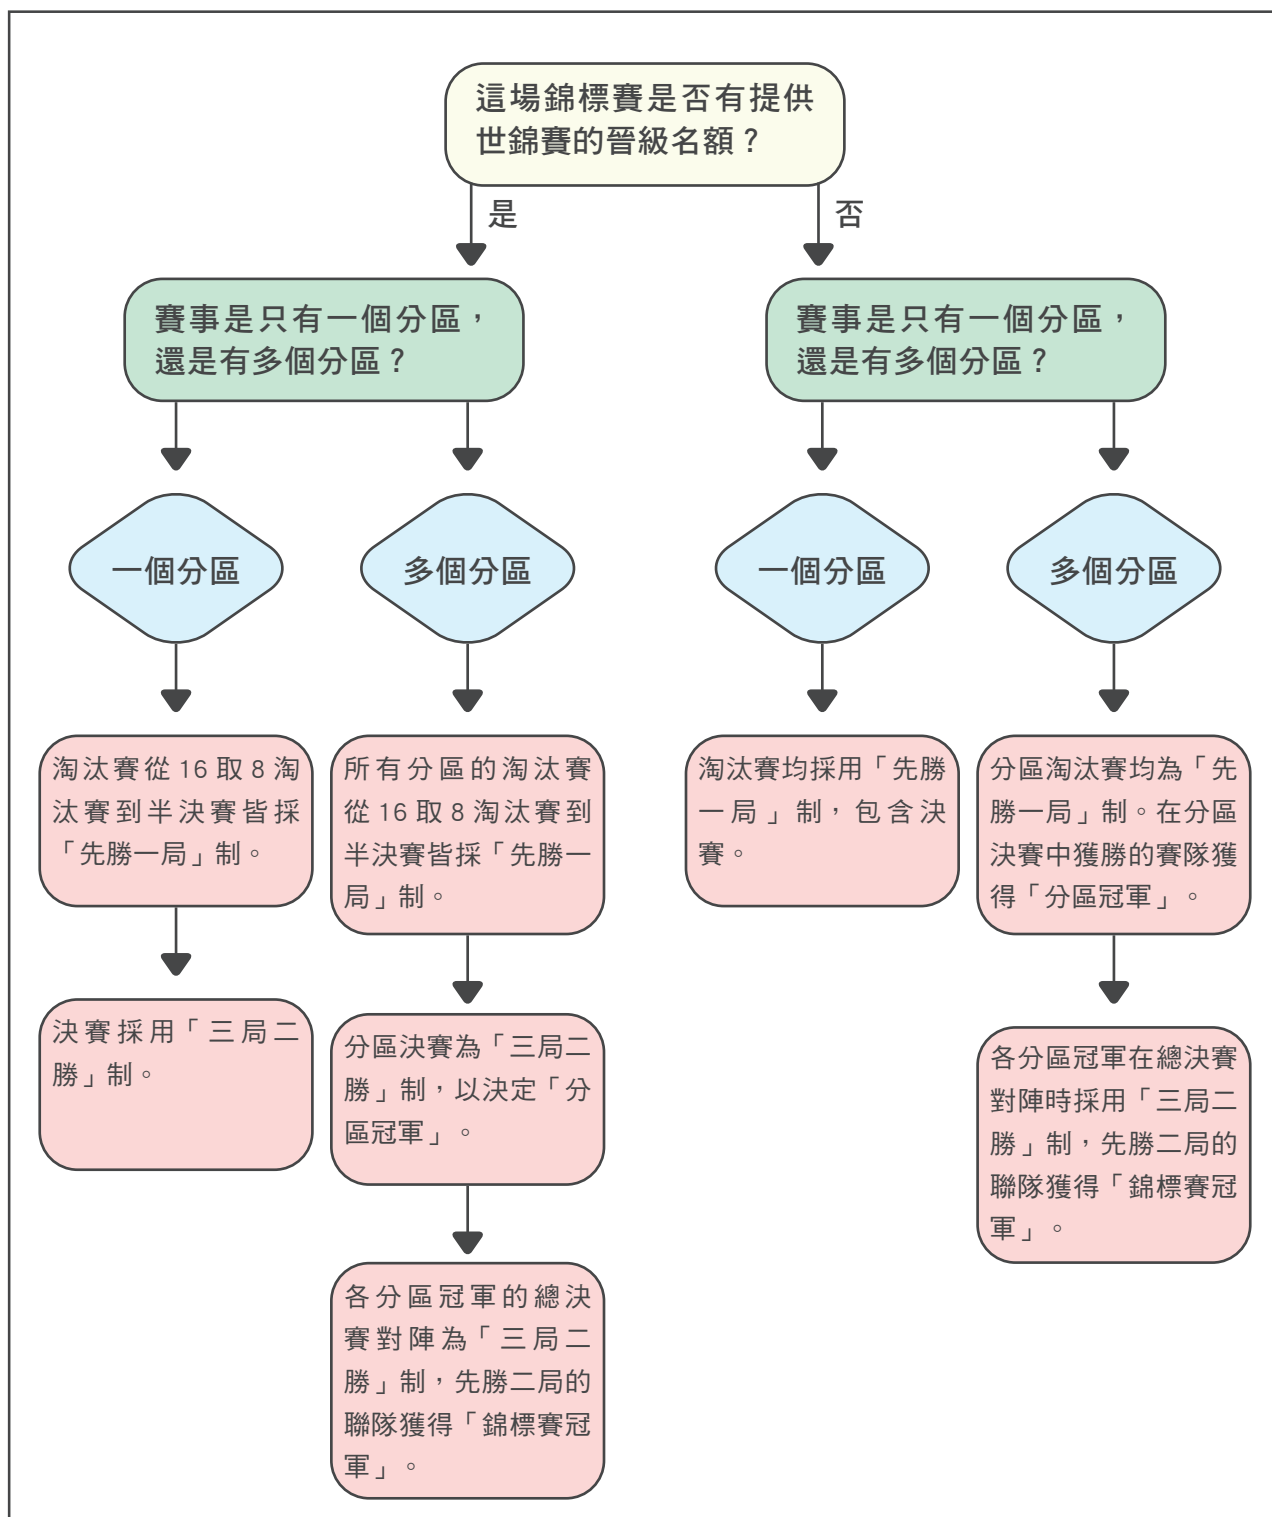 這場錦標賽是否有提供
世錦賽的晉級名額？
是
否
賽事是只有一個分區，
還是有多個分區？
賽事是只有一個分區，
還是有多個分區？
一個分區
多個分區
一個分區
多個分區
淘汰賽從 16 取 8 淘
汰賽到半決賽皆採
「先勝一局」制。
所有分區的淘汰賽
從 16 取 8 淘汰賽到
半決賽皆採「先勝一
局」制。
淘汰賽均採用「先勝
一局」制，包含決
賽。
分區淘汰賽均為「先
勝一局」制。在分區
決賽中獲勝的賽隊獲
得「分區冠軍」。
決賽採用「三局二
勝」制。
分區決賽為「三局二
勝」制，以決定「分
區冠軍」。
各分區冠軍在總決賽
對陣時採用「三局二
勝」制，先勝二局的
聯隊獲得「錦標賽冠
軍」。
各分區冠軍的總決
賽對陣為「三局二
勝」制，先勝二局的
聯隊獲得「錦標賽冠
軍」。